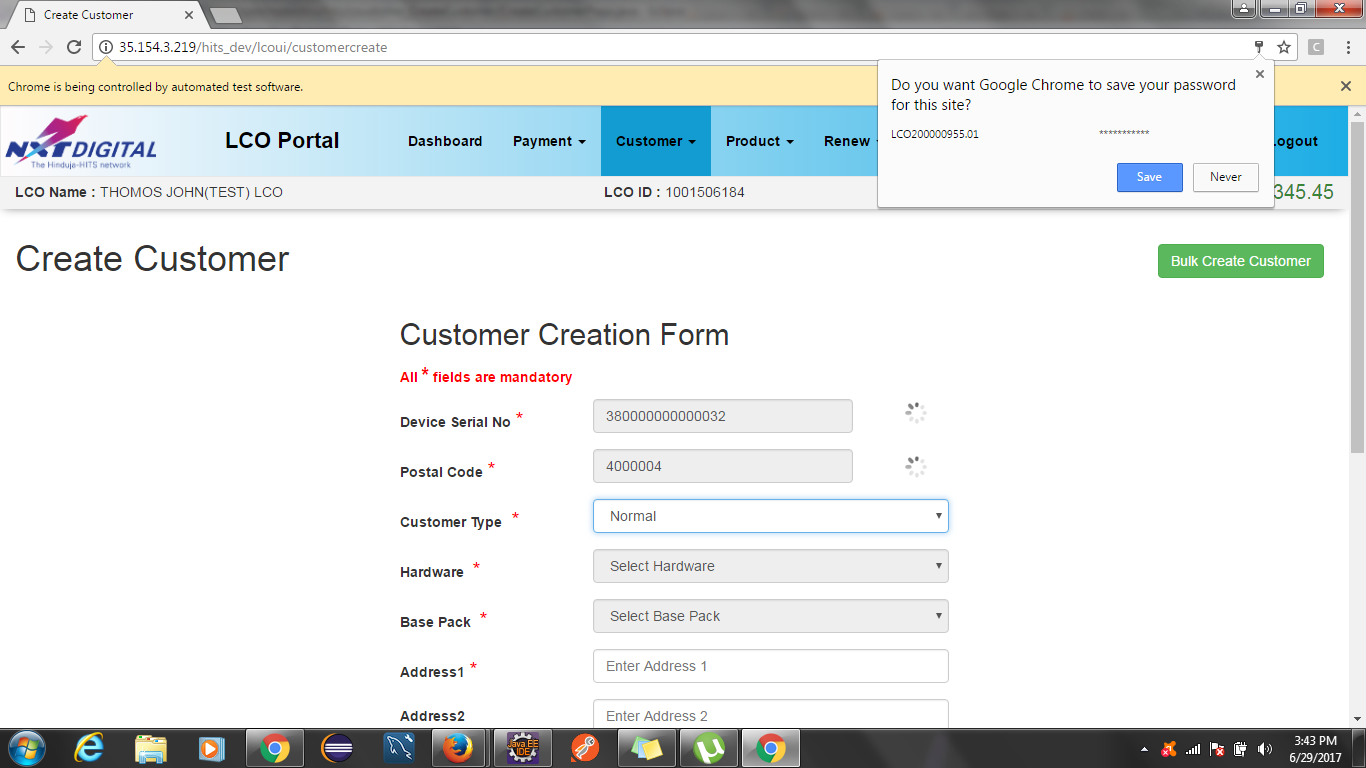 Create Customer
35.154.3.219/hits_dev/lcoui/customercreate
Chrome is being controlled by automated test software.
Do you want Google Chrome to save your password
for this site?
LCO200000955.01 ***********
Save Never
NXTDIGITAL
The Hinduja-HITS network
LCO Portal Dashboard Payment Customer Product Renew
LCO Name : THOMOS JOHN(TEST) LCO LCO ID : 1001506184 345.45
Create Customer
Bulk Create Customer
Customer Creation Form
All * fields are mandatory
Device Serial No * 380000000000032
Postal Code * 4000004
Customer Type * Normal
Hardware * Select Hardware
Base Pack * Select Base Pack
Address1 * Enter Address 1
Address2 Enter Address 2
Java EE
IDE
3:43 PM
6/29/2017